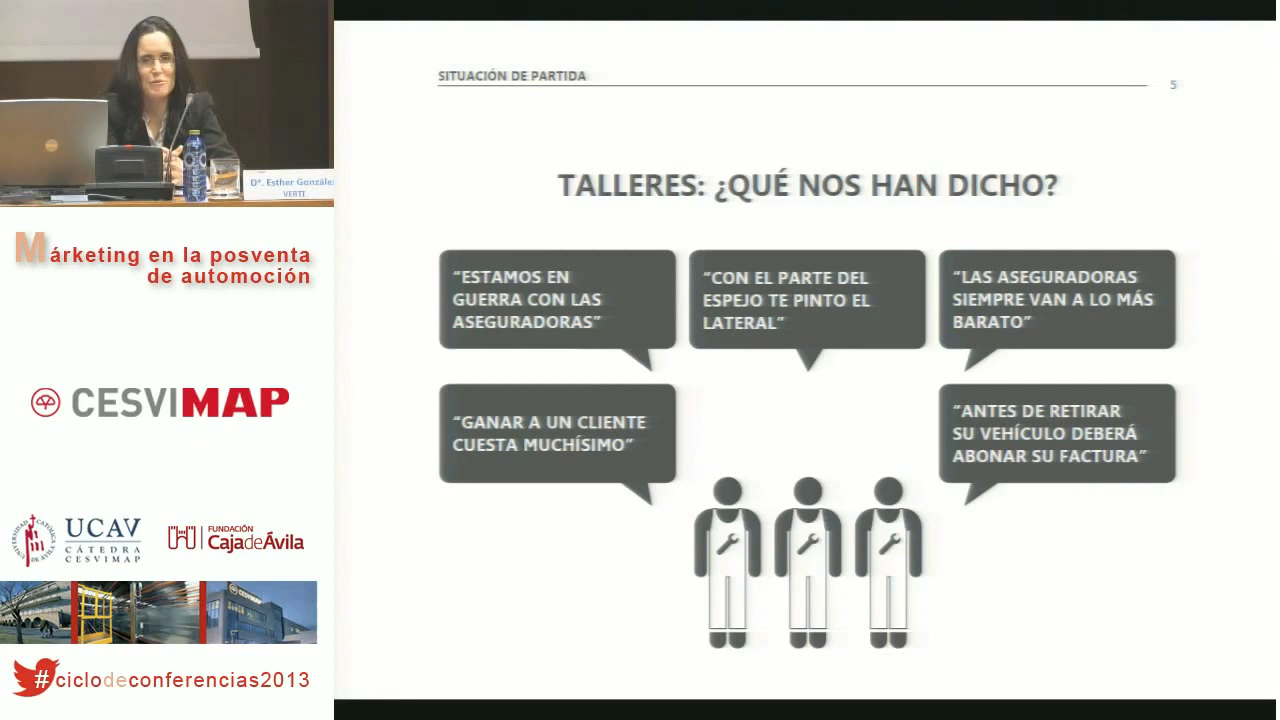 Dª. Esther González
VERTI
Márketing en la posventa
de automoción
CESVIMAP
UNIVERSIDAD CATÓLICA DE ÁVILA
UCAV
CÁTEDRA
CESVIMAP
FUNDACIÓN
CajadeÁvila
CESVIMAP
#ciclodeconferencias2013
SITUACIÓN DE PARTIDA
5
TALLERES: ¿QUÉ NOS HAN DICHO?
“ESTAMOS EN
GUERRA CON LAS
ASEGURADORAS”
“CON EL PARTE DEL
ESPEJO TE PINTO EL
LATERAL”
“LAS ASEGURADORAS
SIEMPRE VAN A LO MÁS
BARATO”
“GANAR A UN CLIENTE
CUESTA MUCHÍSIMO”
“ANTES DE RETIRAR
SU VEHÍCULO DEBERÁ
ABONAR SU FACTURA”